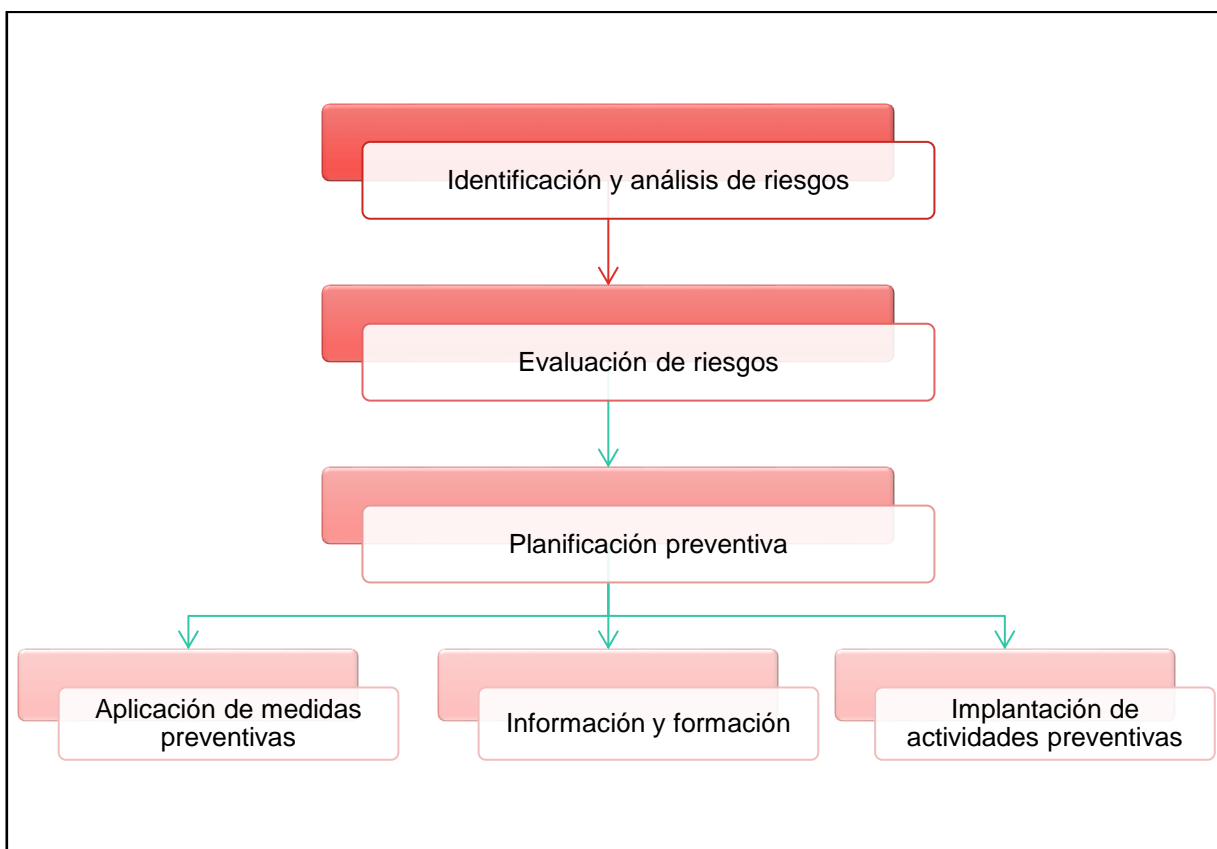 Identificación y análisis de riesgos
Evaluación de riesgos
Planificación preventiva
Aplicación de medidas
preventivas
Información y formación
Implantación de
actividades preventivas